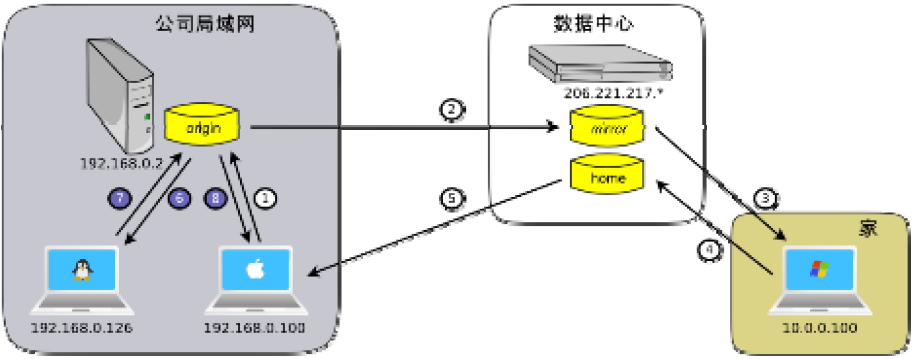 公司局域网
数据中心
206.221.217.*
origin
②
mirror
192.168.0.2
home
⑦
⑥
⑧
①
⑤
③
④
家
192.168.0.126
192.168.0.100
10.0.0.100